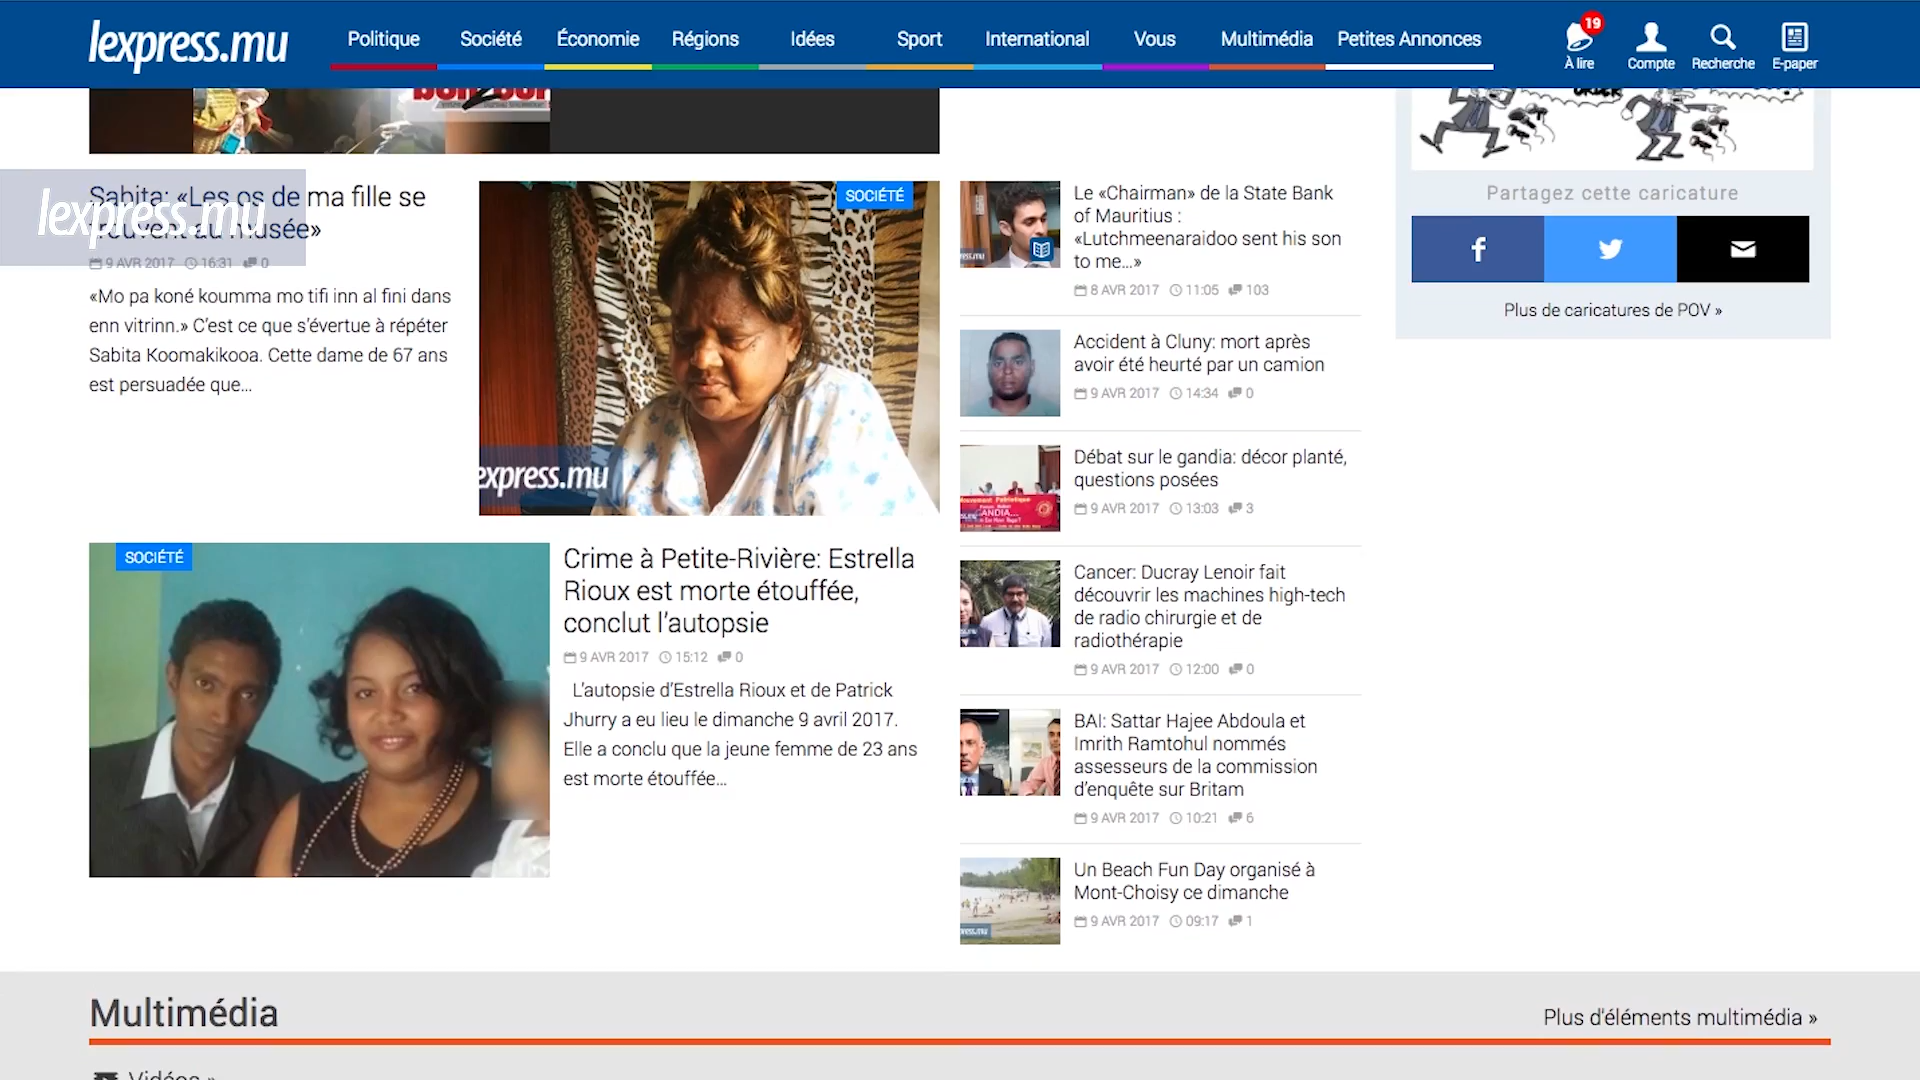 lexpress.mu
Politique
Société
Économie
Régions
Idées
Sport
International
Vous
Multimédia
Petites Annonces
19
À lire
Compte
Recherche
E-paper
Sabita: «Les os de ma fille se
trouvent au musée»
lexpress.mu
9 AVR 2017 16:31 0
«Mo pa koné koumma mo tifi inn al fini dans
enn vitrinn.» C’est ce que s’évertue à répéter
Sabita Koomakikooa. Cette dame de 67 ans
est persuadée que...
SOCIÉTÉ
express.mu
SOCIÉTÉ
Crime à Petite-Rivière: Estrella
Rioux est morte étouffée,
conclut l’autopsie
9 AVR 2017 15:12 0
L’autopsie d’Estrella Rioux et de Patrick
Jhurry a eu lieu le dimanche 9 avril 2017.
Elle a conclu que la jeune femme de 23 ans
est morte étouffée...
Le «Chairman» de la State Bank
of Mauritius :
«Lutchmeenaraidoo sent his son
to me...»
8 AVR 2017 11:05 103
Accident à Cluny: mort après
avoir été heurté par un camion
9 AVR 2017 14:34 0
Débat sur le gandia: décor planté,
questions posées
9 AVR 2017 13:03 3
Cancer: Ducray Lenoir fait
découvrir les machines high-tech
de radio chirurgie et de
radiothérapie
9 AVR 2017 12:00 0
BAI: Sattar Hajee Abdoula et
Imrith Ramtohul nommés
assesseurs de la commission
d’enquête sur Britam
9 AVR 2017 10:21 6
Un Beach Fun Day organisé à
Mont-Choisy ce dimanche
9 AVR 2017 09:17 1
Partagez cette caricature
Plus de caricatures de POV »
Multimédia
Plus d'éléments multimédia »
Vidéos »